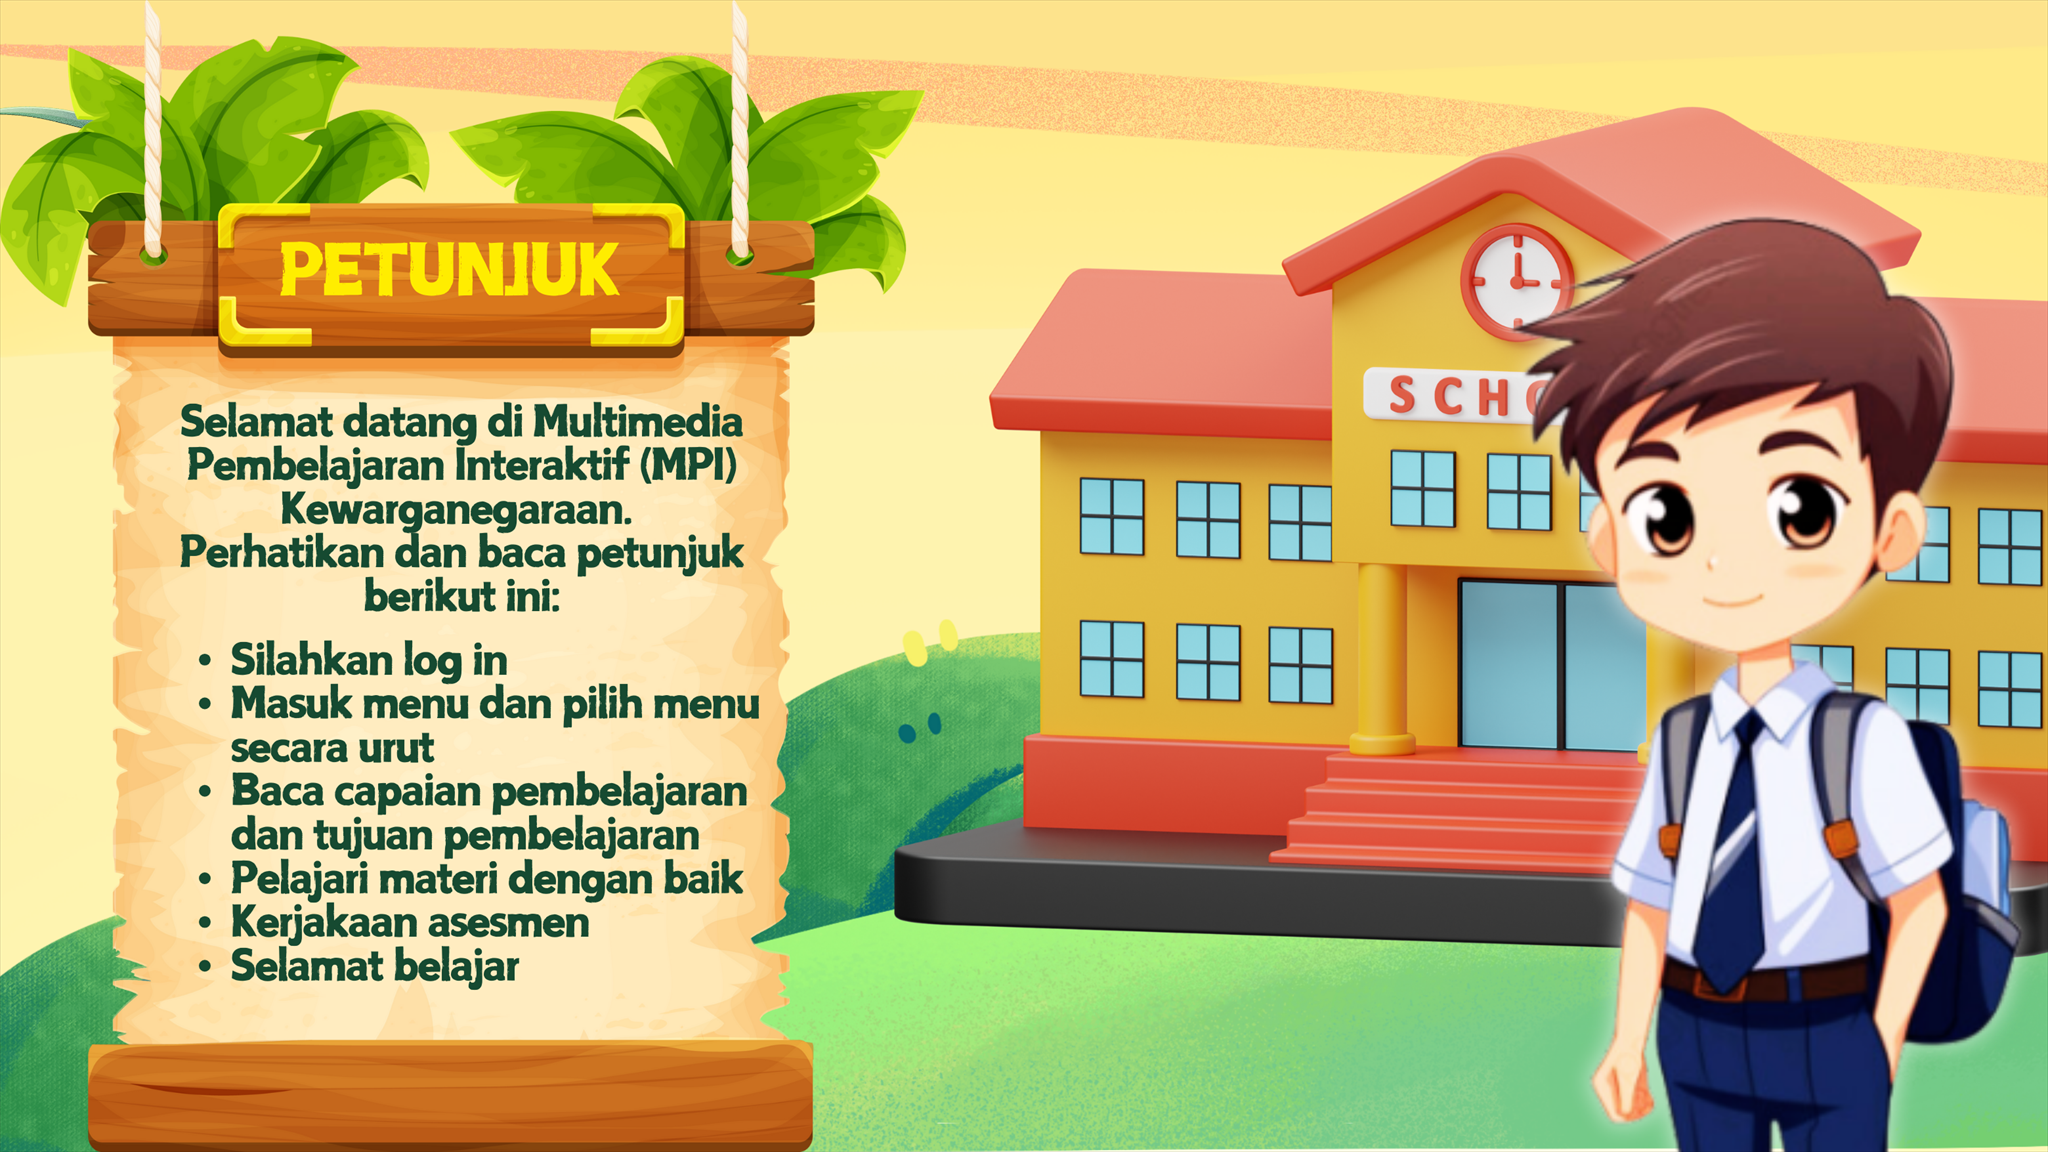 PETUNJUK
Selamat datang di Multimedia
Pembelajaran Interaktif (MPI)
Kewarganegaraan.
Perhatikan dan baca petunjuk
berikut ini:
• Silahkan log in
• Masuk menu dan pilih menu
secara urut
• Baca capaian pembelajaran
dan tujuan pembelajaran
• Pelajari materi dengan baik
• Kerjakaan asesmen
• Selamat belajar
SCHO